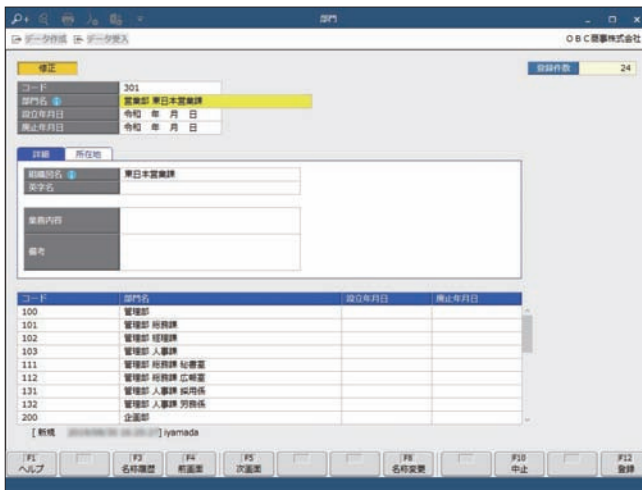 部門
データ作成 データ受入
OBC商事株式会社
修正
登録件数 24
コード 301
部門名 営業部 東日本営業課
設立年月日 令和 年 月 日
廃止年月日 令和 年 月 日
詳細 所在地
組織図名 東日本営業課
英字名
業務内容
備考
コード 部門名 設立年月日 廃止年月日
100 管理部
101 管理部 総務課
102 管理部 経理課
103 管理部 人事課
111 管理部 総務課 秘書室
112 管理部 総務課 広報室
131 管理部 人事課 採用係
132 管理部 人事課 労務係
200 企画部
[ 新規 ] iyamada
F1 F3 F4 F5 F8 F10 F12
ヘルプ 名称履歴 前画面 次画面 名称変更 中止 登録